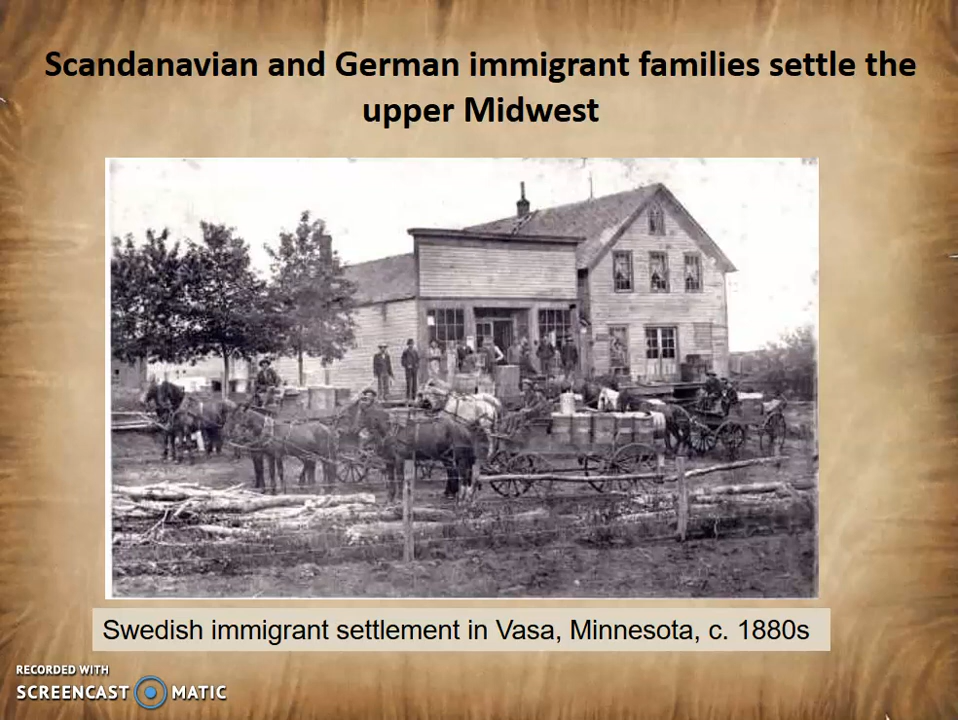 Scandanavian and German immigrant families settle the
upper Midwest
Swedish immigrant settlement in Vasa, Minnesota, c. 1880s
RECORDED WITH
SCREENCAST MATIC